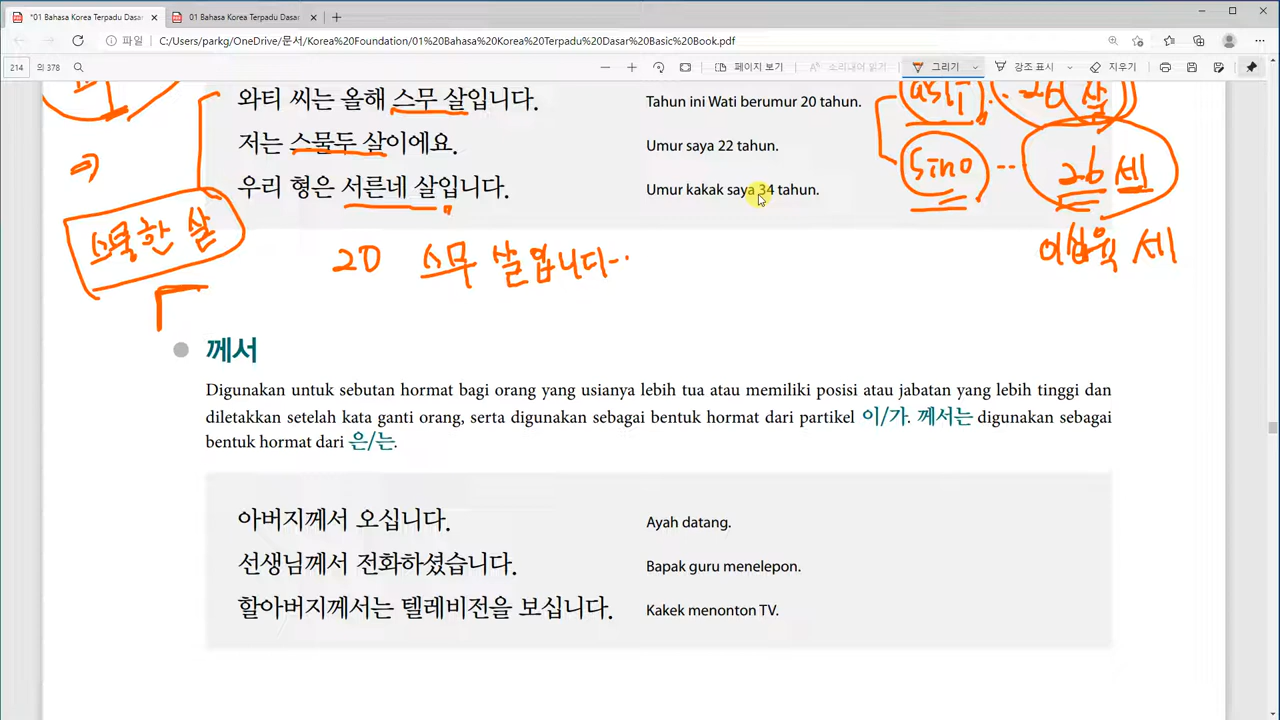 *01 Bahasa Korea Terpadu Dasar
01 Bahasa Korea Terpadu Dasar
파일
C:/Users/parkg/OneDrive/문서/Korea%20Foundation/01%20Bahasa%20Korea%20Terpadu%20Dasar%20Basic%20Book.pdf
214 의 378
페이지 보기
소리내어 읽기
그리기
강조 표시
지우기
와티 씨는 올해 스무 살입니다. Tahun ini Wati berumur 20 tahun.
asli 26 살
저는 스물두 살이에요. Umur saya 22 tahun.
우리 형은 서른네 살입니다. Umur kakak saya 34 tahun.
Sino 26 세
스물한 살
20 스무 살입니다
이십육 세
께서
Digunakan untuk sebutan hormat bagi orang yang usianya lebih tua atau memiliki posisi atau jabatan yang lebih tinggi dan
diletakkan setelah kata ganti orang, serta digunakan sebagai bentuk hormat dari partikel 이/가. 께서는 digunakan sebagai
bentuk hormat dari 은/는.
아버지께서 오십니다. Ayah datang.
선생님께서 전화하셨습니다. Bapak guru menelepon.
할아버지께서는 텔레비전을 보십니다. Kakek menonton TV.